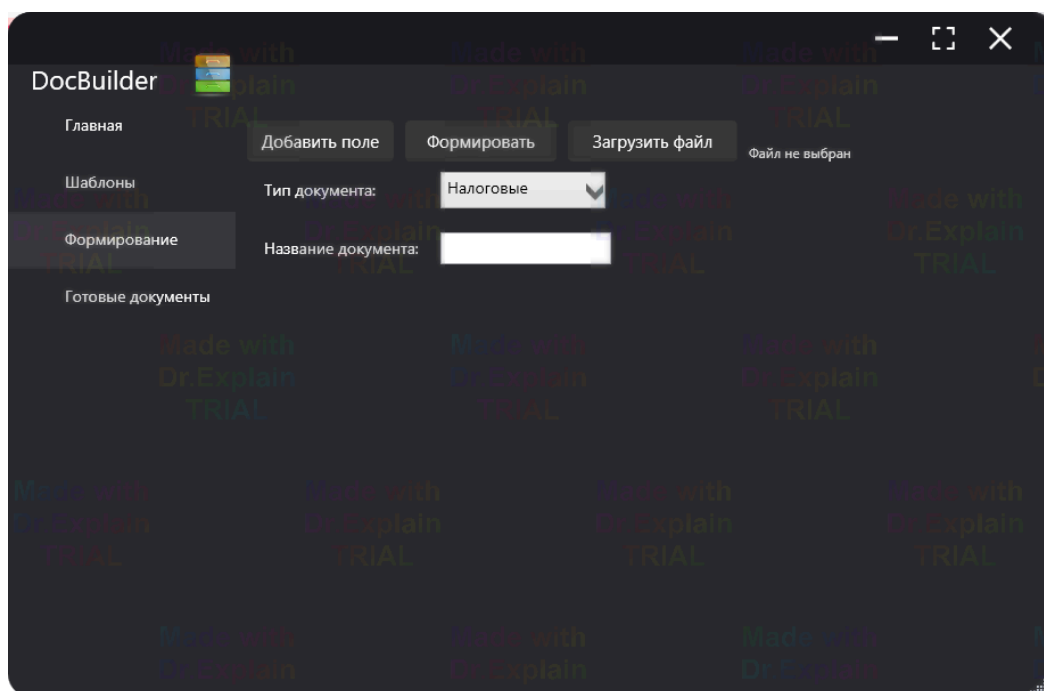 DocBuilder
Главная
Шаблоны
Формирование
Готовые документы
Добавить поле Формировать Загрузить файл Файл не выбран
Тип документа: Налоговые
Название документа:
Made with
Dr.Explain
TRIAL